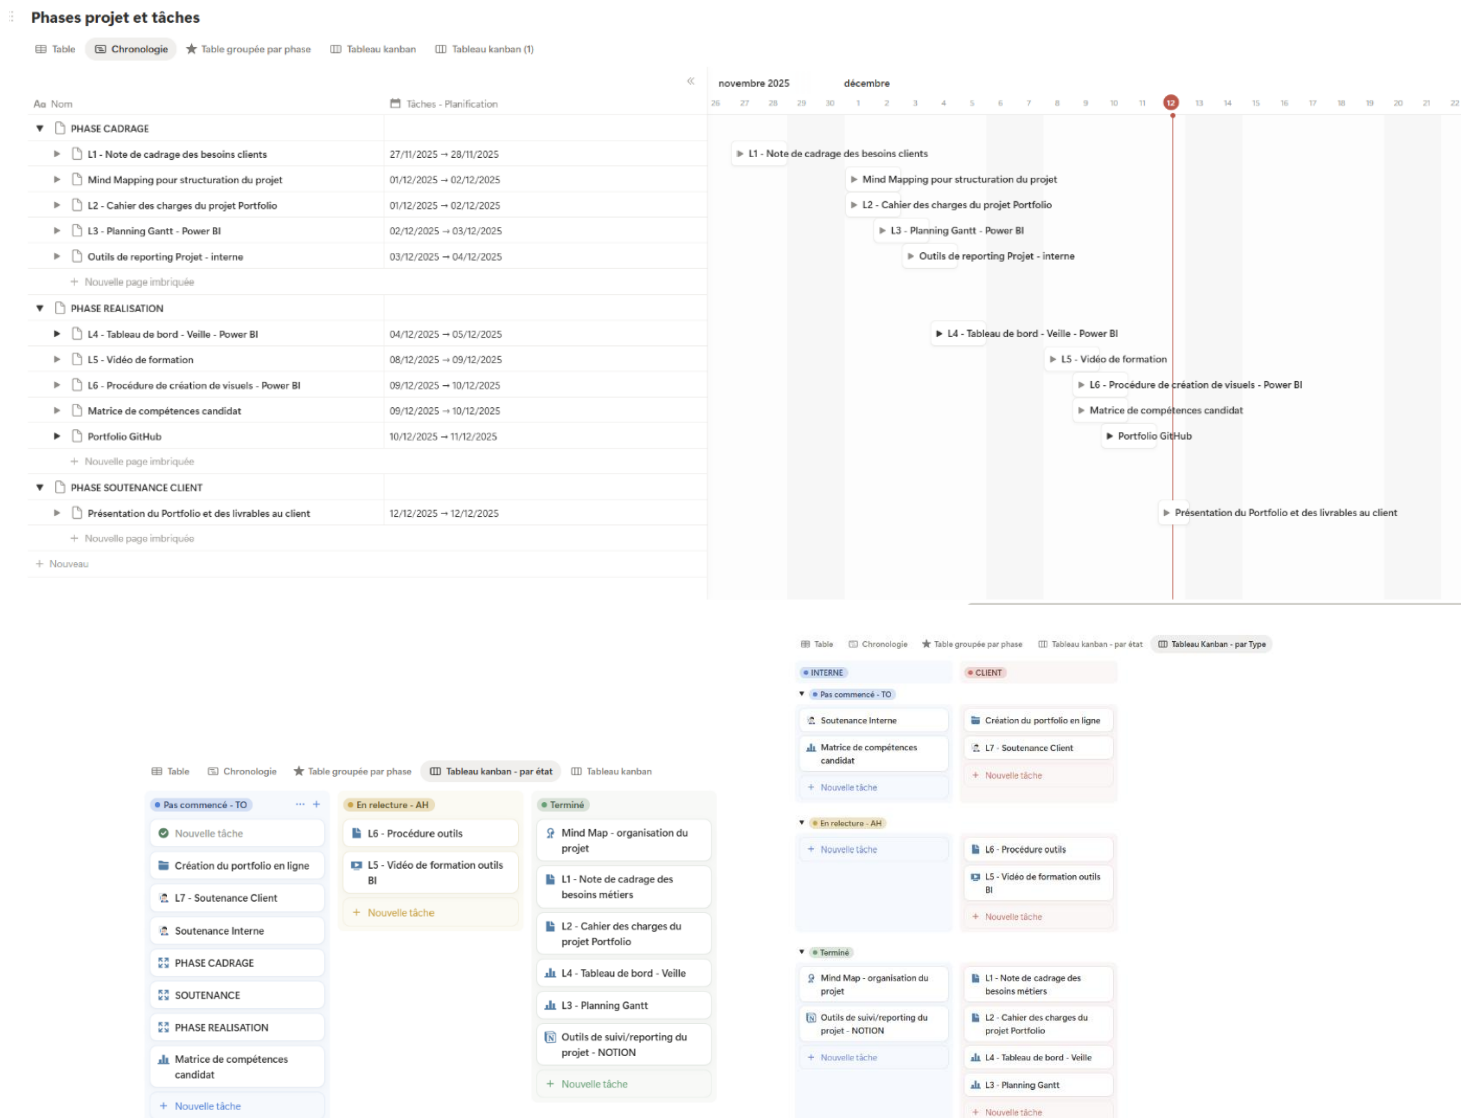 Phases projet et tâches
Table
Chronologie
Table groupée par phase
Tableau kanban
Tableau kanban (1)
novembre 2025
décembre
Aa Nom
Tâches - Planification
26 27 28 29 30 1 2 3 4 5 6 7 8 9 10 11 12 13 14 15 16 17 18 19 20 21 22
PHASE CADRAGE
L1 - Note de cadrage des besoins clients
27/11/2025 → 28/11/2025
L1 - Note de cadrage des besoins clients
Mind Mapping pour structuration du projet
01/12/2025 → 02/12/2025
Mind Mapping pour structuration du projet
L2 - Cahier des charges du projet Portfolio
01/12/2025 → 02/12/2025
L2 - Cahier des charges du projet Portfolio
L3 - Planning Gantt - Power BI
02/12/2025 → 03/12/2025
L3 - Planning Gantt - Power BI
Outils de reporting Projet - interne
03/12/2025 → 04/12/2025
Outils de reporting Projet - interne
+ Nouvelle page imbriquée
PHASE REALISATION
L4 - Tableau de bord - Veille - Power BI
04/12/2025 → 05/12/2025
L4 - Tableau de bord - Veille - Power BI
L5 - Vidéo de formation
08/12/2025 → 09/12/2025
L5 - Vidéo de formation
L6 - Procédure de création de visuels - Power BI
09/12/2025 → 10/12/2025
L6 - Procédure de création de visuels - Power BI
Matrice de compétences candidat
09/12/2025 → 10/12/2025
Matrice de compétences candidat
Portfolio GitHub
10/12/2025 → 11/12/2025
Portfolio GitHub
+ Nouvelle page imbriquée
PHASE SOUTENANCE CLIENT
Présentation du Portfolio et des livrables au client
12/12/2025 → 12/12/2025
Présentation du Portfolio et des livrables au client
+ Nouvelle page imbriquée
+ Nouveau
Table
Chronologie
Table groupée par phase
Tableau kanban - par état
Tableau kanban
Pas commencé - TO
Nouvelle tâche
Création du portfolio en ligne
L7 - Soutenance Client
Soutenance Interne
PHASE CADRAGE
SOUTENANCE
PHASE REALISATION
Matrice de compétences
candidat
+ Nouvelle tâche
En relecture - AH
L6 - Procédure outils
L5 - Vidéo de formation outils
BI
+ Nouvelle tâche
Terminé
Mind Map - organisation du
projet
L1 - Note de cadrage des
besoins métiers
L2 - Cahier des charges du
projet Portfolio
L4 - Tableau de bord - Veille
L3 - Planning Gantt
Outils de suivi/reporting du
projet - NOTION
+ Nouvelle tâche
Table
Chronologie
Table groupée par phase
Tableau kanban - par état
Tableau Kanban - par Type
INTERNE
CLIENT
Pas commencé - TO
Soutenance Interne
Matrice de compétences
candidat
+ Nouvelle tâche
Création du portfolio en ligne
L7 - Soutenance Client
+ Nouvelle tâche
En relecture - AH
+ Nouvelle tâche
L6 - Procédure outils
L5 - Vidéo de formation outils
BI
+ Nouvelle tâche
Terminé
Mind Map - organisation du
projet
Outils de suivi/reporting du
projet - NOTION
+ Nouvelle tâche
L1 - Note de cadrage des
besoins métiers
L2 - Cahier des charges du
projet Portfolio
L4 - Tableau de bord - Veille
L3 - Planning Gantt
+ Nouvelle tâche